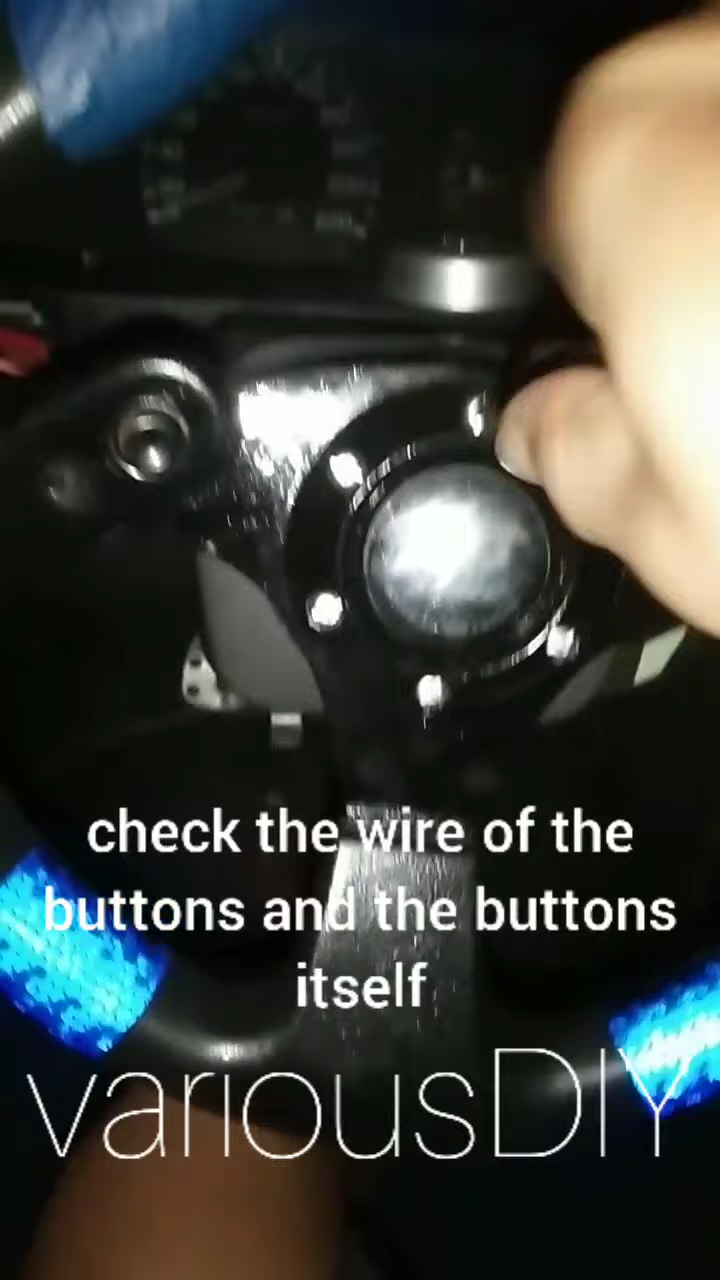 check the wire of the
buttons and the buttons
itself
variousDIY